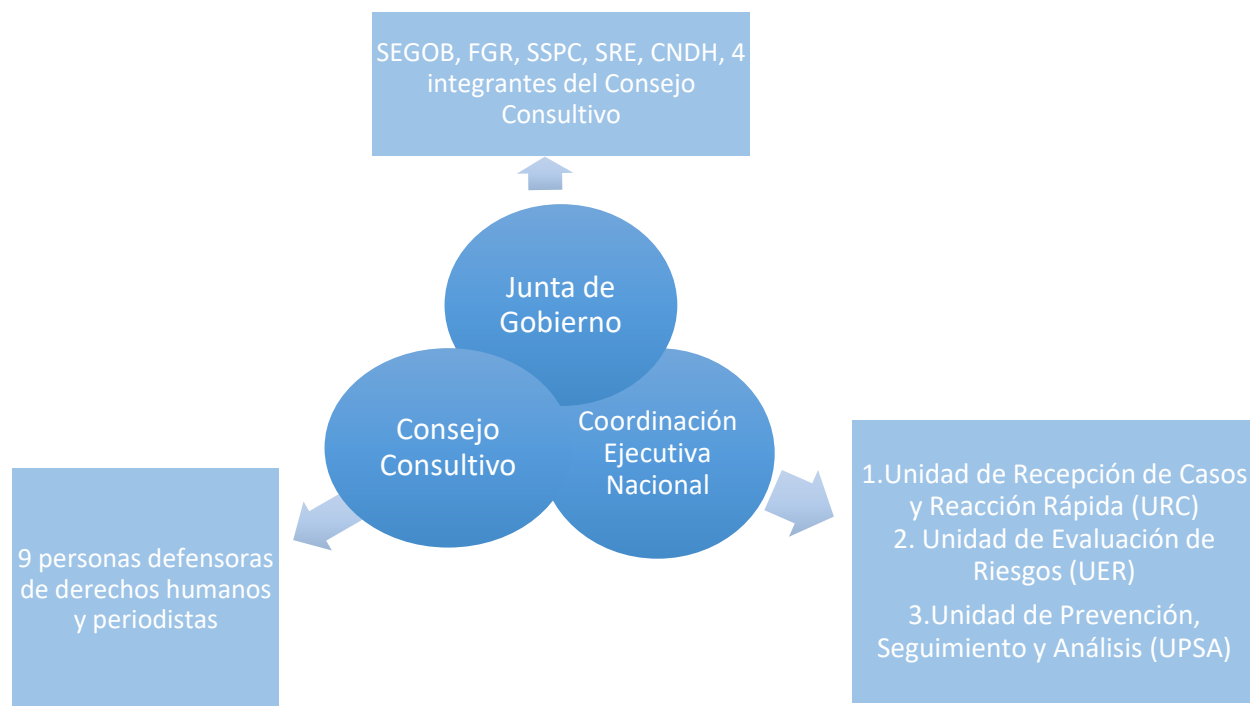 SEGOB, FGR, SSPC, SRE, CNDH, 4
integrantes del Consejo
Consultivo
Junta de
Gobierno
Consejo
Consultivo
Coordinación
Ejecutiva
Nacional
9 personas defensoras
de derechos humanos
y periodistas
1.Unidad de Recepción de Casos
y Reacción Rápida (URC)
2. Unidad de Evaluación de
Riesgos (UER)
3.Unidad de Prevención,
Seguimiento y Análisis (UPSA)